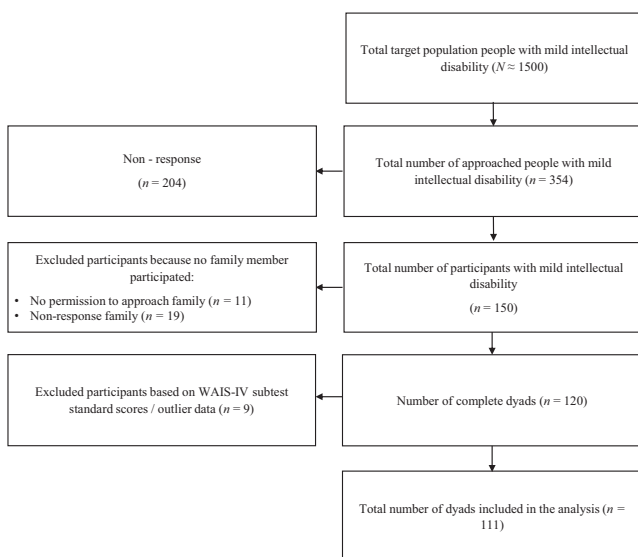 Total target population people with mild intellectual
disability (N ≈ 1500)
Non - response
(n = 204)
Total number of approached people with mild
intellectual disability (n = 354)
Excluded participants because no family member
participated:
• No permission to approach family (n = 11)
• Non-response family (n = 19)
Total number of participants with mild intellectual
disability
(n = 150)
Excluded participants based on WAIS-IV subtest
standard scores / outlier data (n = 9)
Number of complete dyads (n = 120)
Total number of dyads included in the analysis (n =
111)